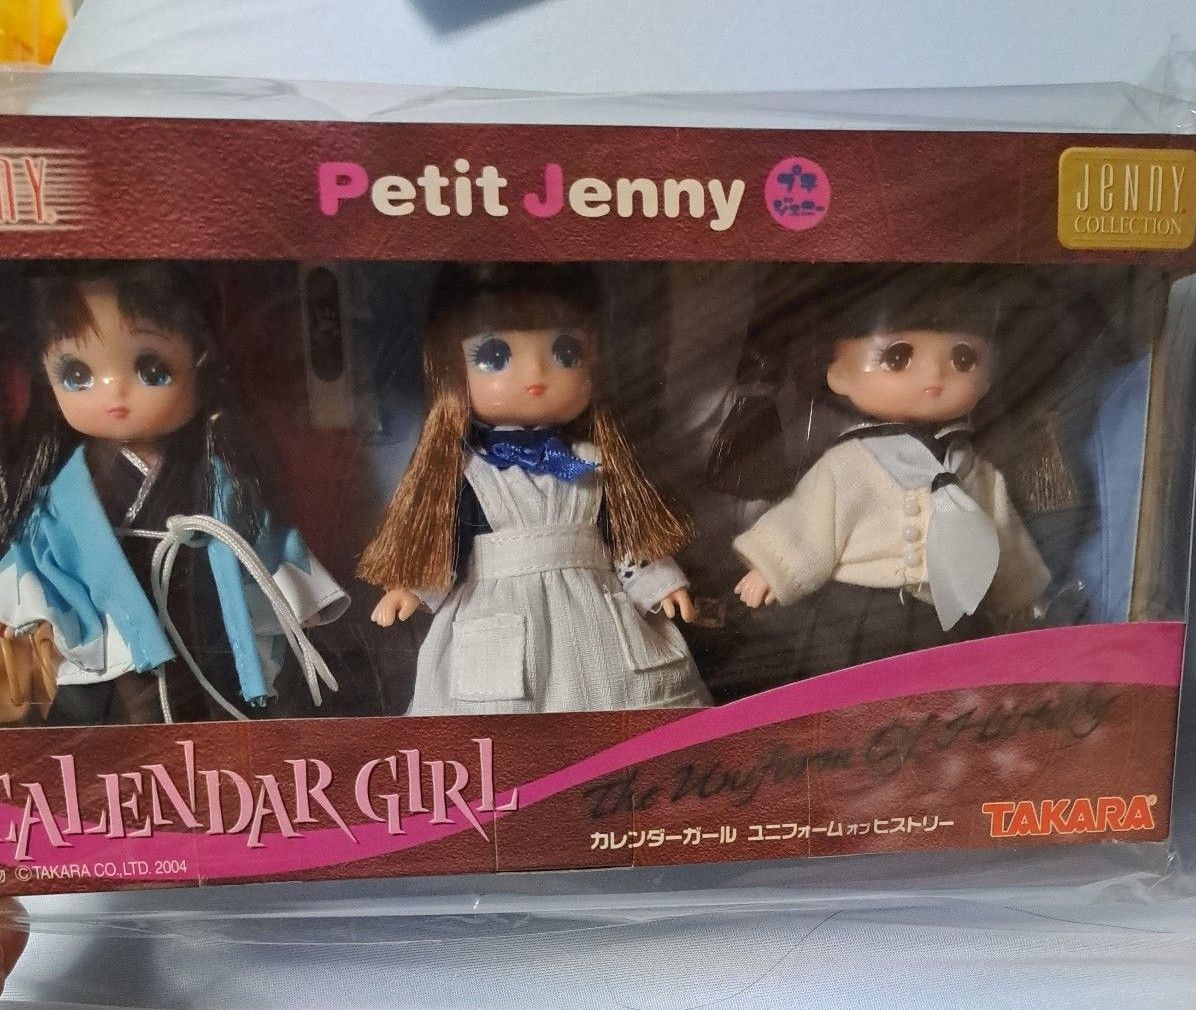 NY
Petit Jenny プチ ジェニー
JENNY
COLLECTION
CALENDAR GIRL
The Uniform Of History
カレンダーガール ユニフォームオブヒストリー
TAKARA
©TAKARA CO.,LTD. 2004